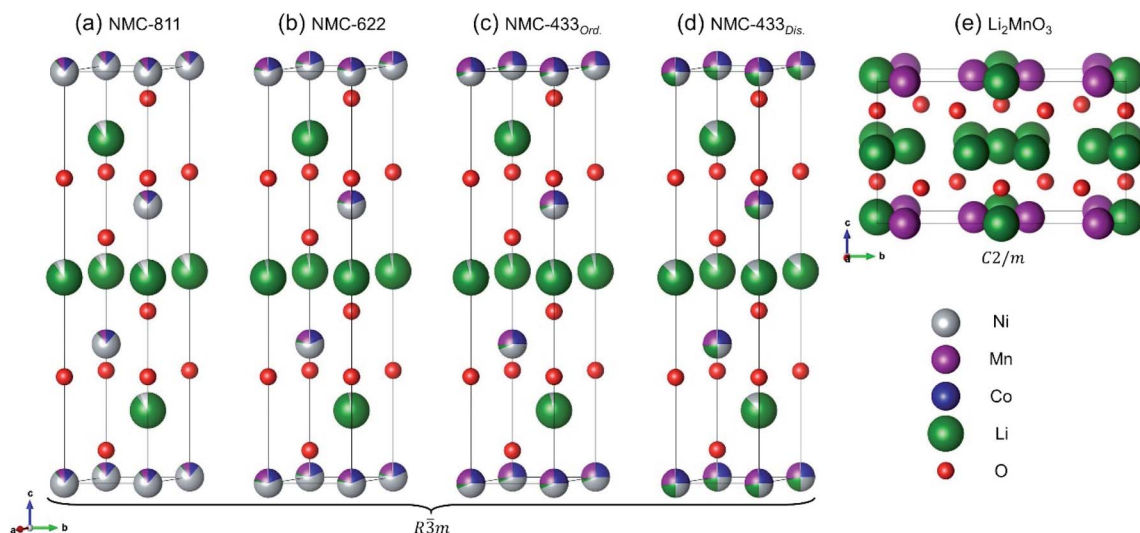 (a) NMC-811
(b) NMC-622
(c) NMC-433Ord.
(d) NMC-433Dis.
(e) Li2MnO3
c
a
b
C2/m
Ni
Mn
Co
Li
O
c
a
b
R3̅m